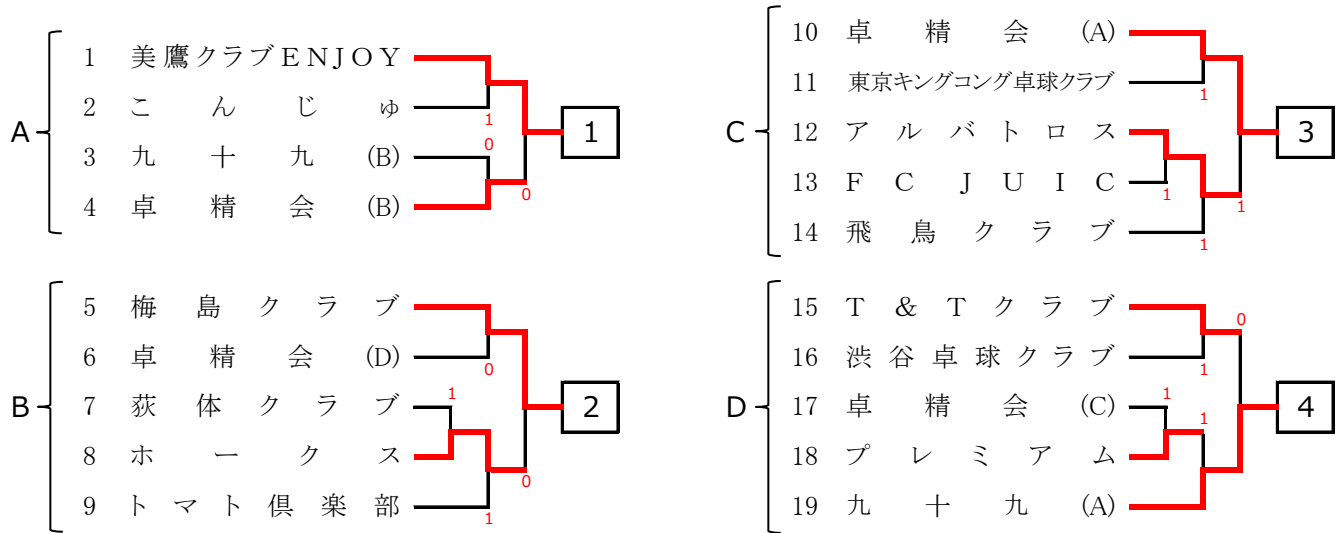 A
1 美鷹クラブENJOY
2 こんじゅ
3 九十九(B)
4 卓精会(B)
1
0
0
1
B
5 梅島クラブ
6 卓精会(D)
7 荻体クラブ
8 ホークス
9 トマト倶楽部
0
1
0
1
2
C
10 卓精会(A)
11 東京キングコング卓球クラブ
12 アルバトロス
13 FC JUIC
14 飛鳥クラブ
1
1
1
1
3
D
15 T&Tクラブ
16 渋谷卓球クラブ
17 卓精会(C)
18 プレミアム
19 九十九(A)
0
1
1
1
4